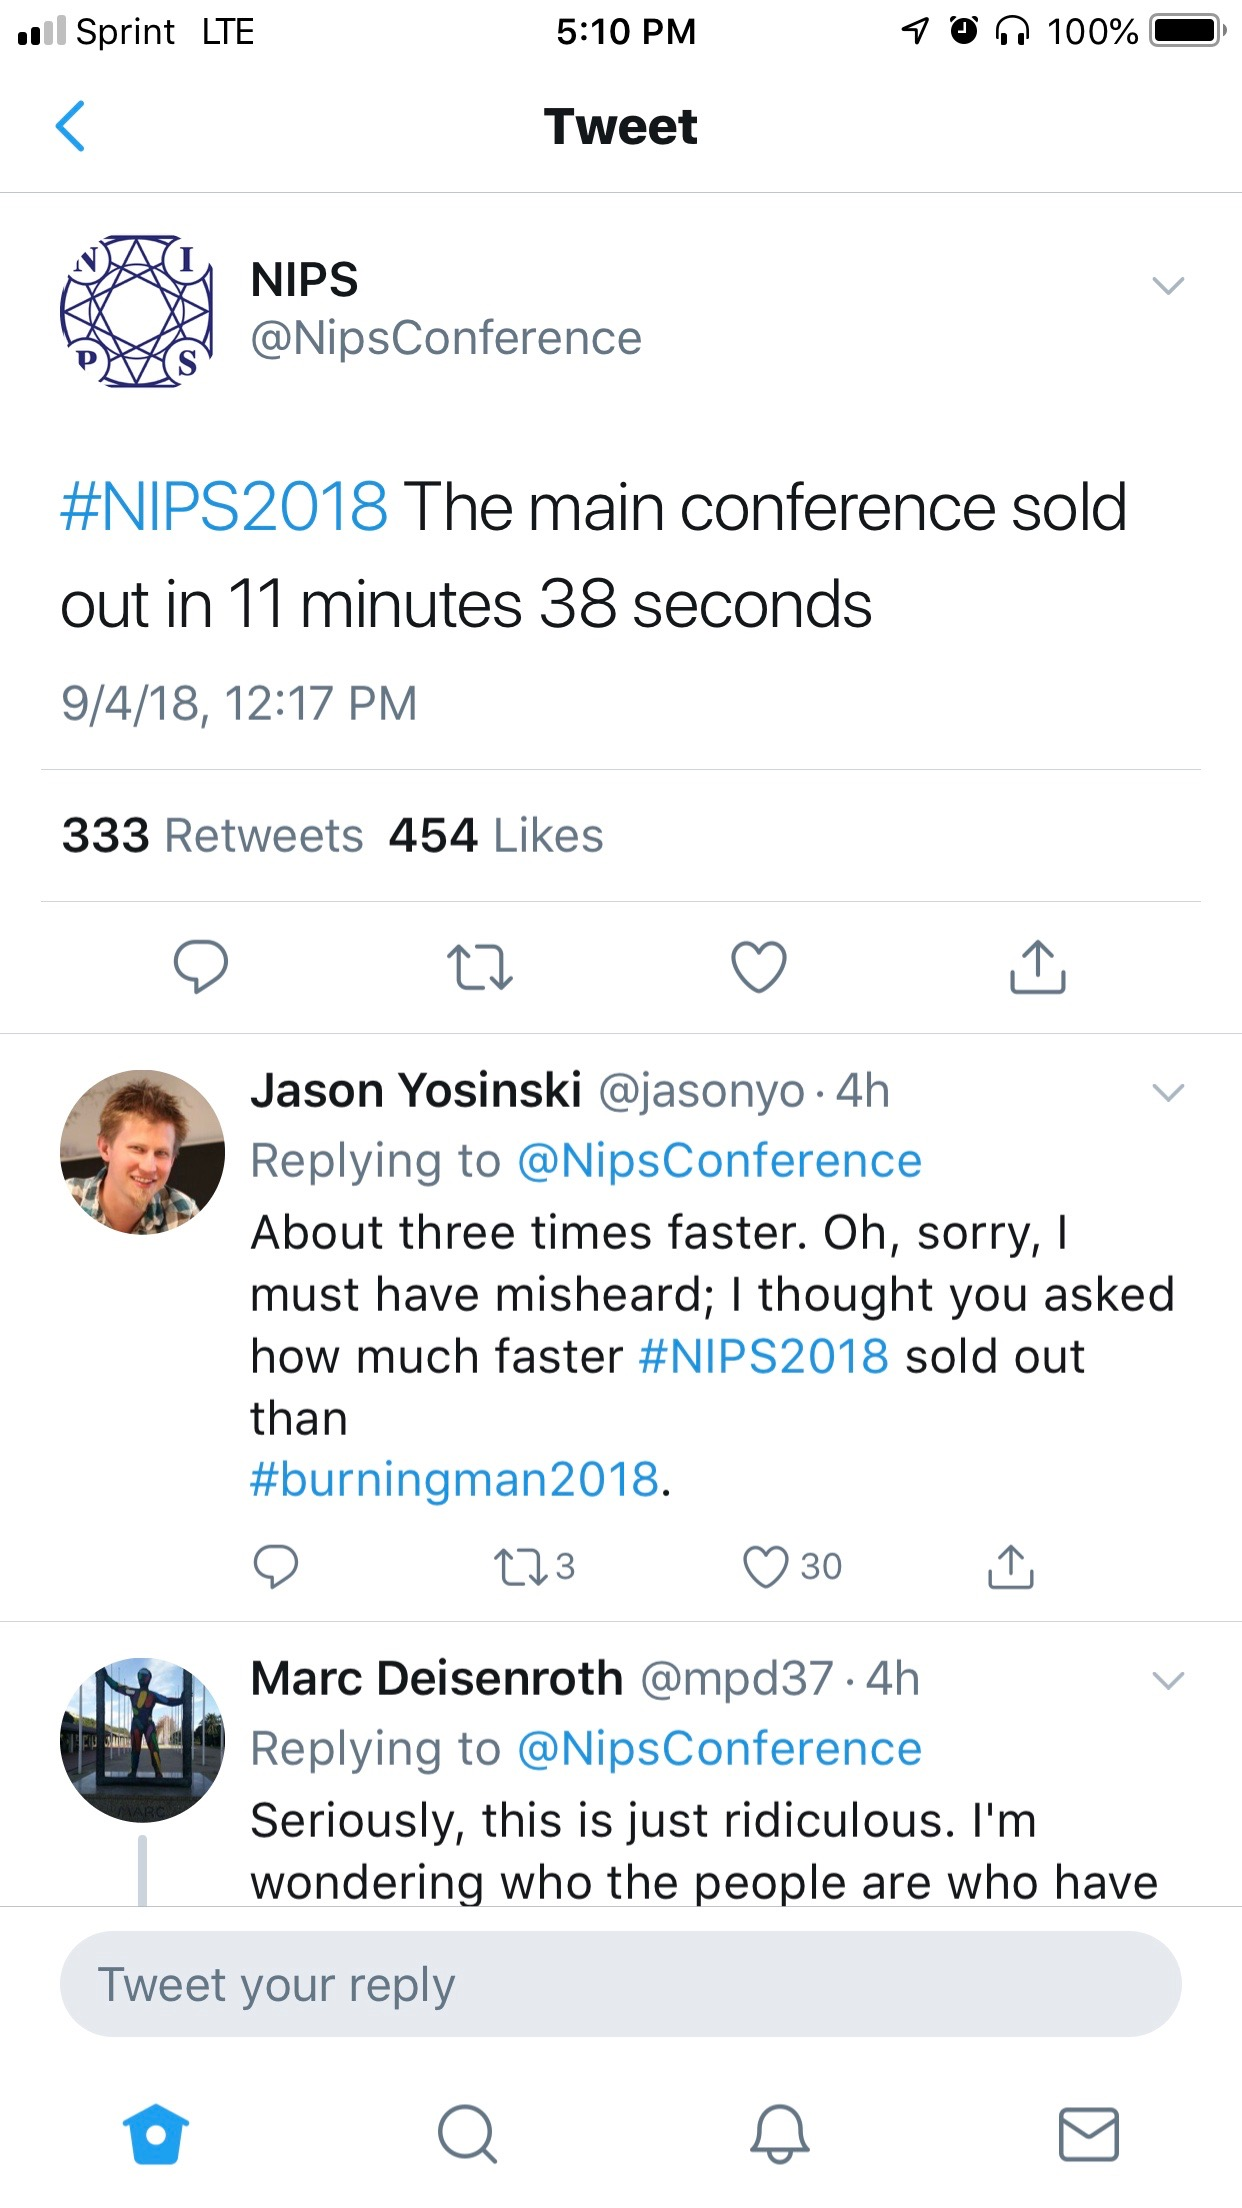 Sprint LTE 5:10 PM 100%
Tweet
N I
P S
NIPS
@NipsConference
#NIPS2018 The main conference sold
out in 11 minutes 38 seconds
9/4/18, 12:17 PM
333 Retweets 454 Likes
Jason Yosinski @jasonyo · 4h
Replying to @NipsConference
About three times faster. Oh, sorry, I
must have misheard; I thought you asked
how much faster #NIPS2018 sold out
than
#burningman2018.
3 30
Marc Deisenroth @mpd37 · 4h
Replying to @NipsConference
MARC
Seriously, this is just ridiculous. I'm
wondering who the people are who have
Tweet your reply